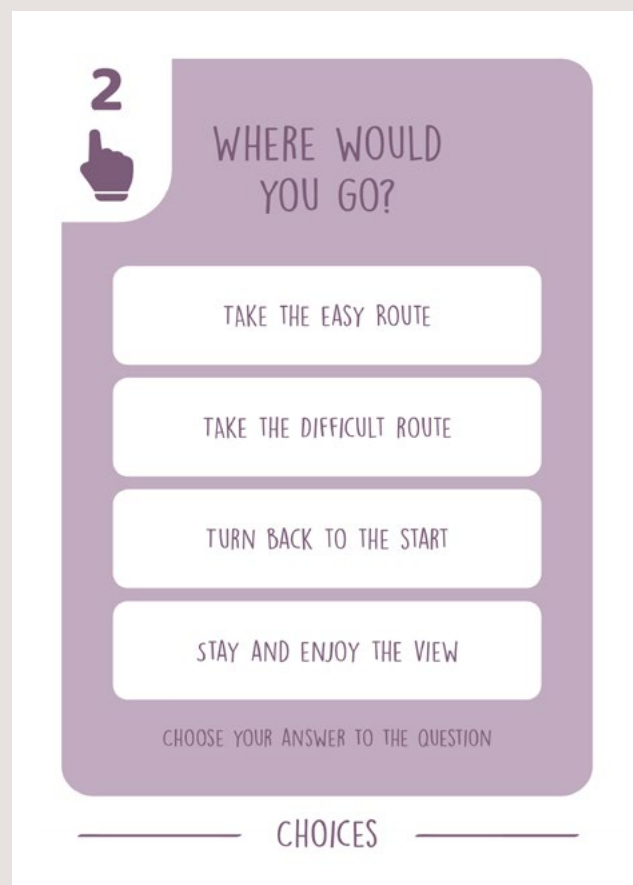 2
WHERE WOULD
YOU GO?
TAKE THE EASY ROUTE
TAKE THE DIFFICULT ROUTE
TURN BACK TO THE START
STAY AND ENJOY THE VIEW
CHOOSE YOUR ANSWER TO THE QUESTION
CHOICES